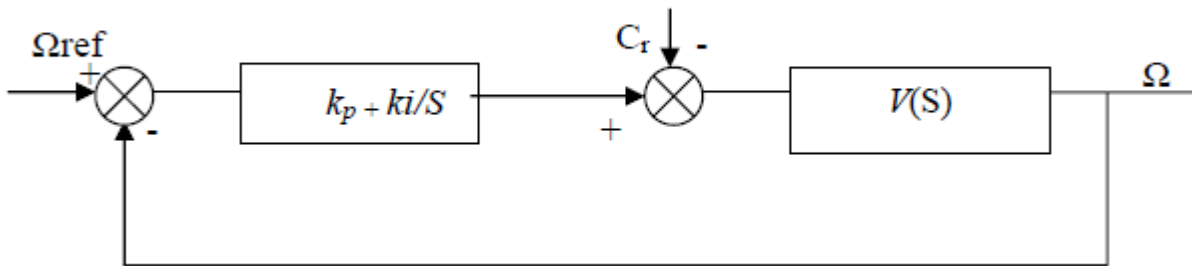 Ωref
+
-
kp + ki/S
Cr
-
+
V(S)
Ω